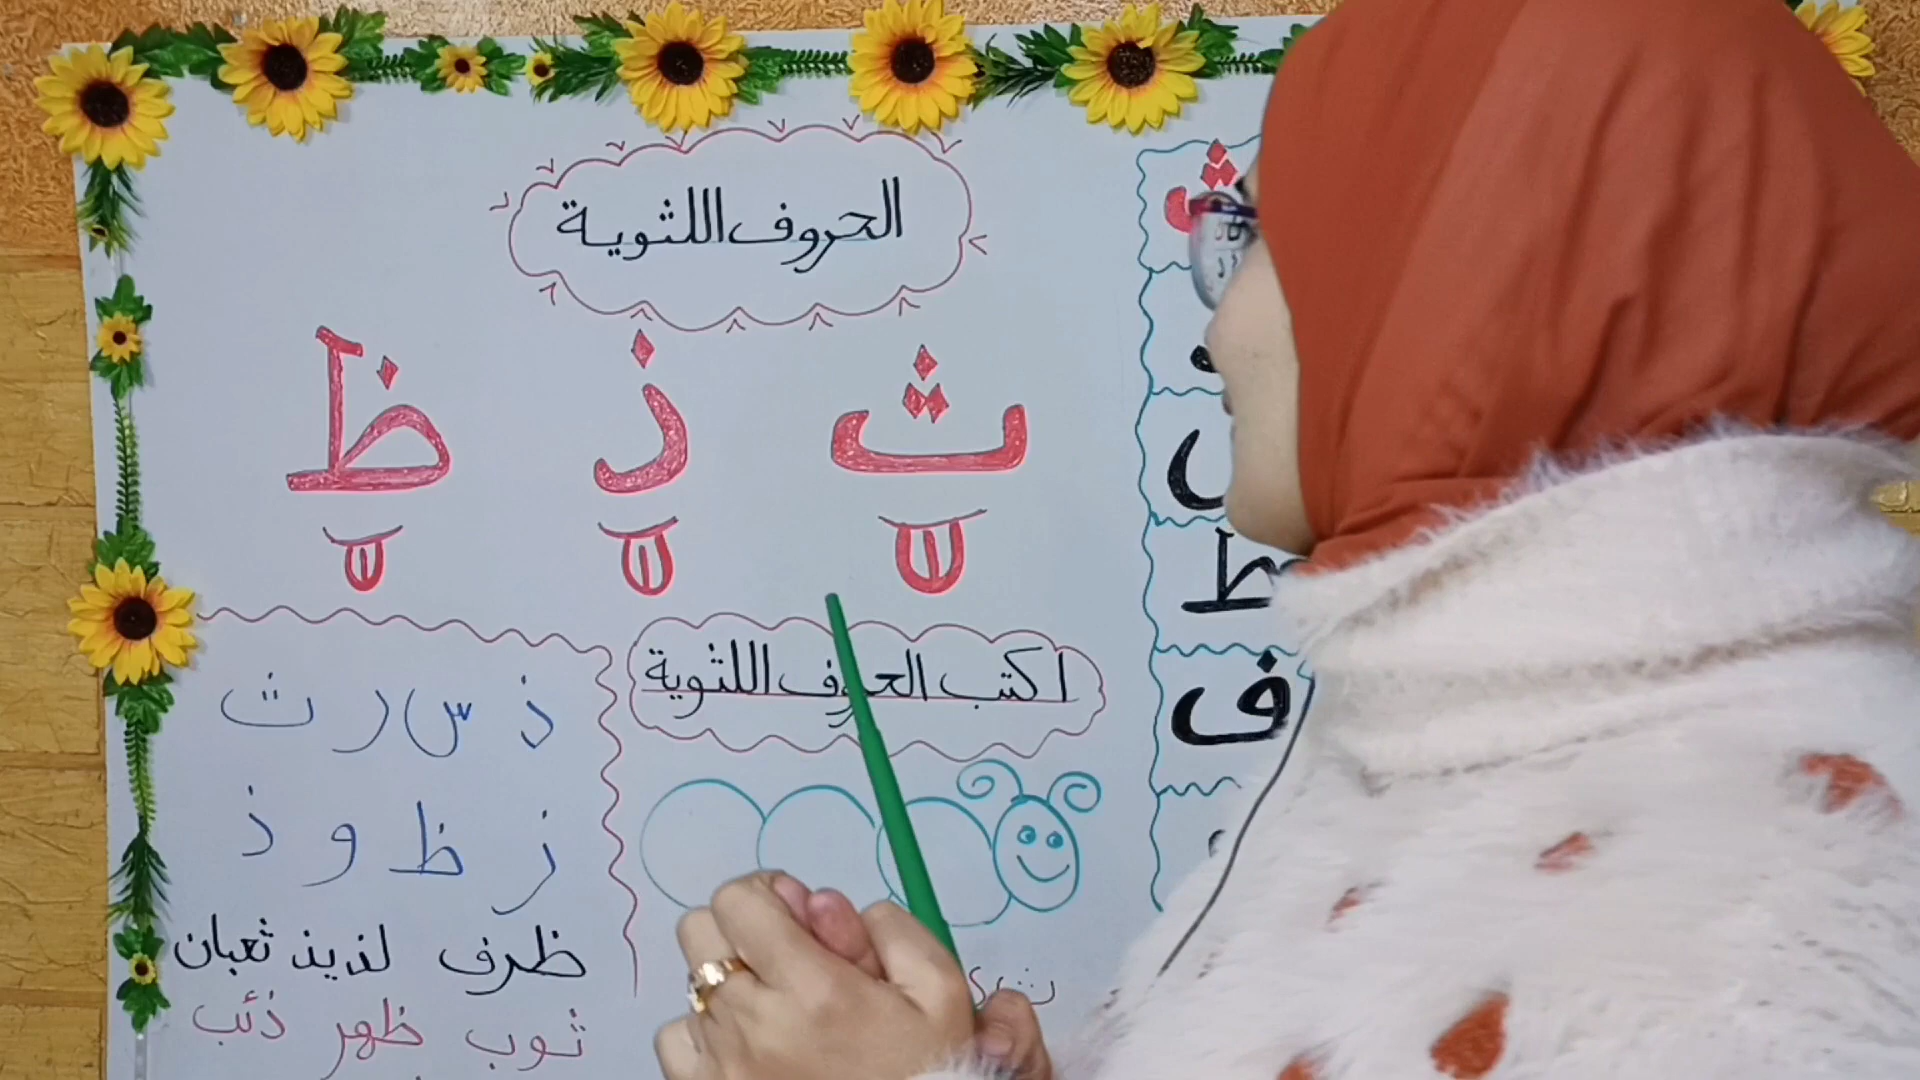 الحروف اللثوية
ث ذ ظ
اكتب الحروف اللثوية
ذ س ر ث
ز ظ و ذ
ظرف لذيذ ثعبان
ثوب ظهر ذئب
ث
ط
ف